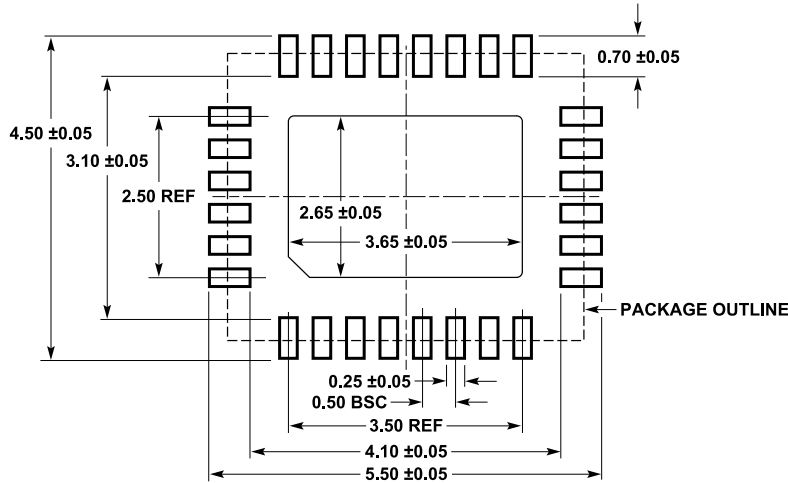 0.70 ±0.05
4.50 ±0.05
3.10 ±0.05
2.50 REF
2.65 ±0.05
3.65 ±0.05
PACKAGE OUTLINE
0.25 ±0.05
0.50 BSC
3.50 REF
4.10 ±0.05
5.50 ±0.05